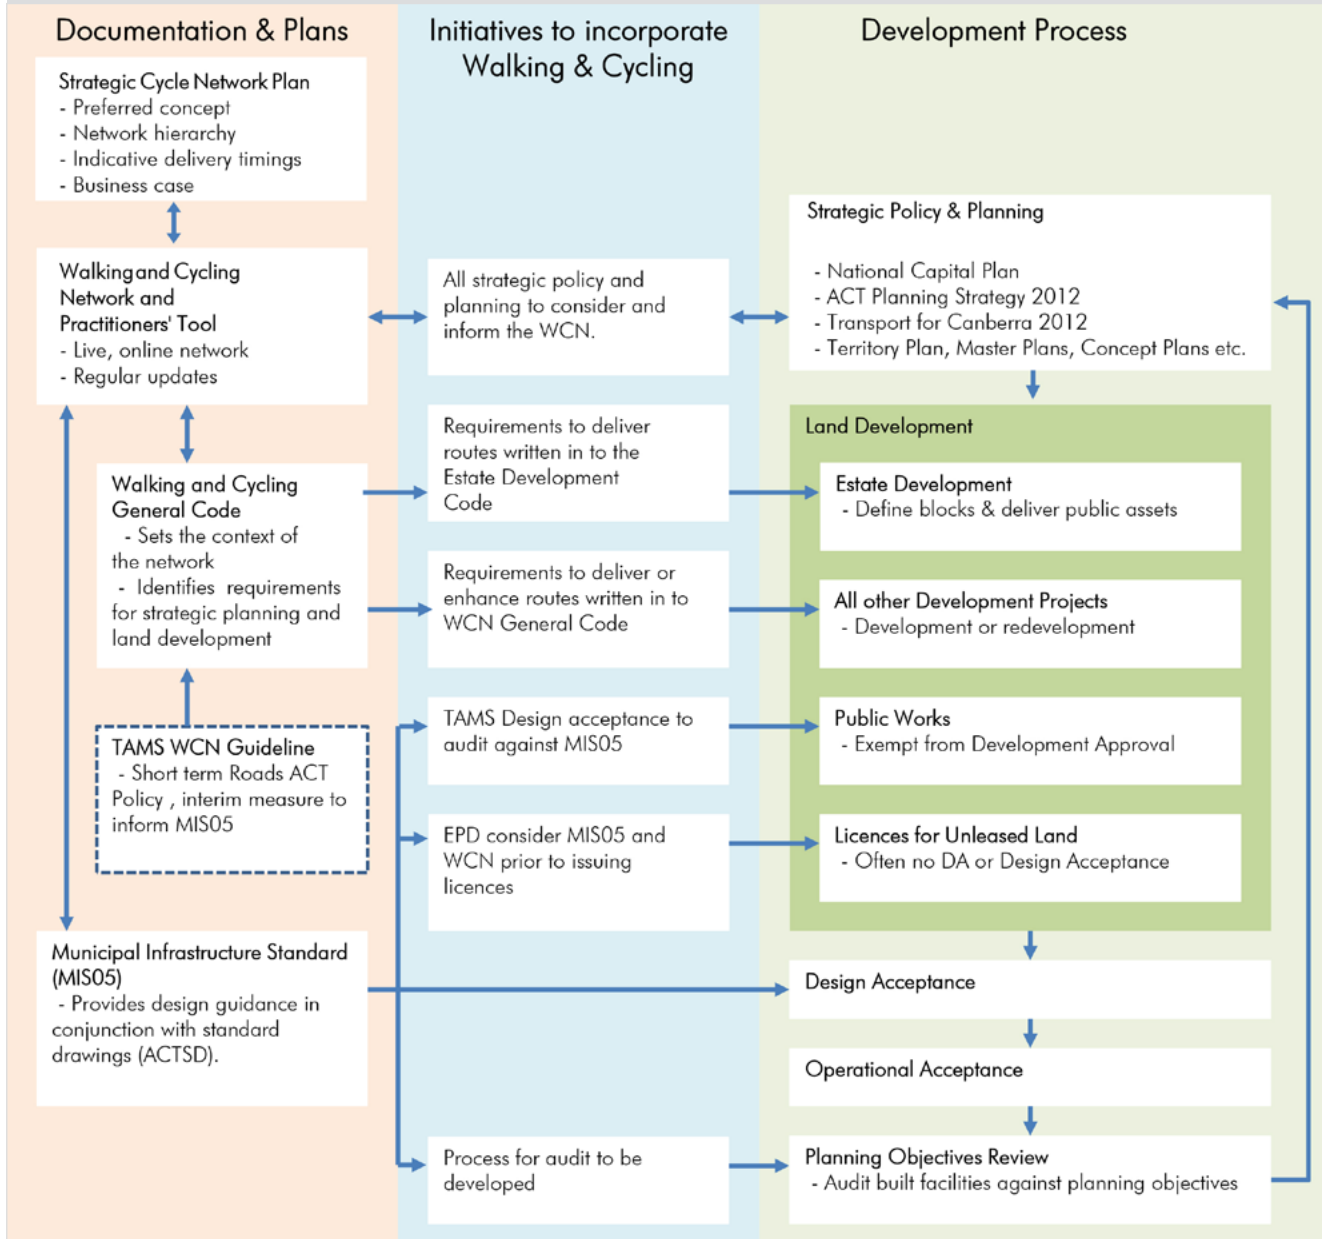 Documentation & Plans
Strategic Cycle Network Plan
- Preferred concept
- Network hierarchy
- Indicative delivery timings
- Business case
Walkingand Cycling
Network and
Practitioners' Tool
- Live, online network
- Regular updates
Walking and Cycling
General Code
- Sets the context of
the network
- Identifies requirements
for strategic planning and
land development
TAMS WCN Guideline
- Short term Roads ACT
Policy , interim measure to
inform MIS05
Municipal Infrastructure Standard
(MIS05)
- Provides design guidance in
conjunction with standard
drawings (ACTSD).
Initiatives to incorporate
Walking & Cycling
All strategic policy and
planning to consider and
inform the WCN.
Requirements to deliver
routes written in to the
Estate Development
Code
Requirements to deliver or
enhance routes written in to
WCN General Code
TAMS Design acceptance to
audit against MIS05
EPD consider MIS05 and
WCN prior to issuing
licences
Process for audit to be
developed
Development Process
Strategic Policy & Planning
- National Capital Plan
- ACT Planning Strategy 2012
- Transport for Canberra 2012
- Territory Plan, Master Plans, Concept Plans etc.
Land Development
Estate Development
- Define blocks & deliver public assets
All other Development Projects
- Development or redevelopment
Public Works
- Exempt from Development Approval
Licences for Unleased Land
- Often no DA or Design Acceptance
Design Acceptance
Operational Acceptance
Planning Objectives Review
- Audit built facilities against planning objectives